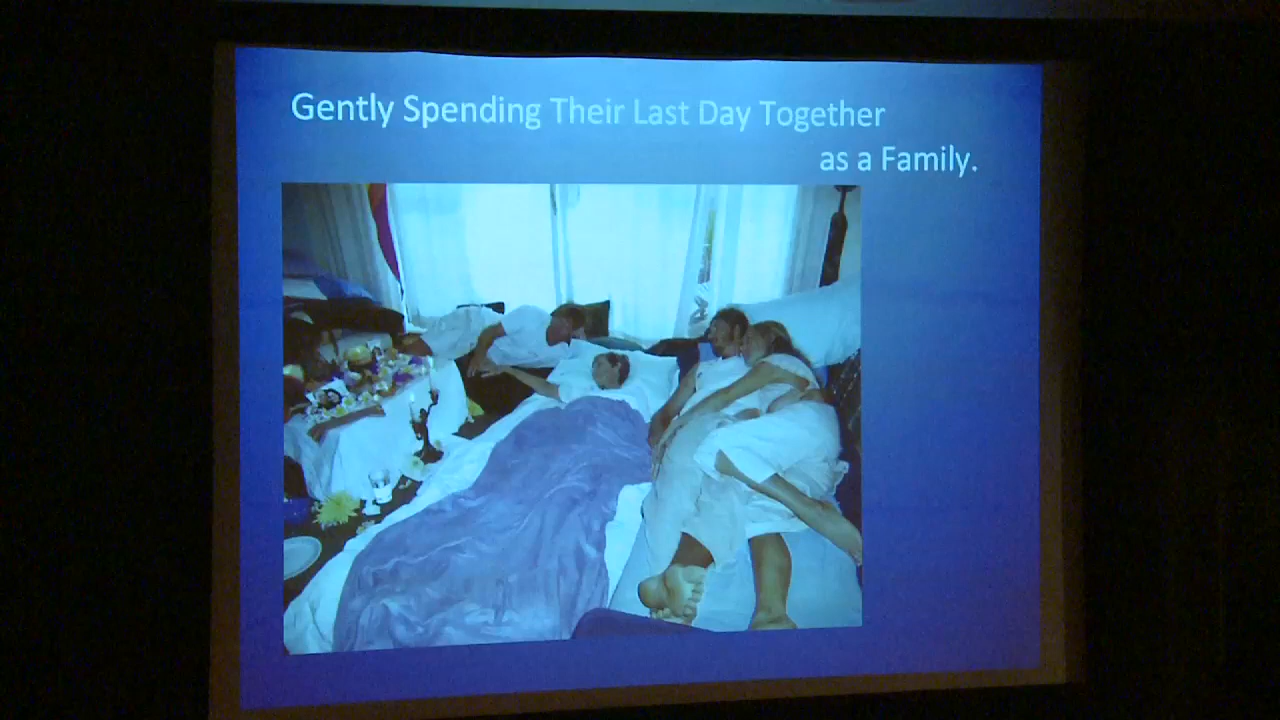 Gently Spending Their Last Day Together
as a Family.